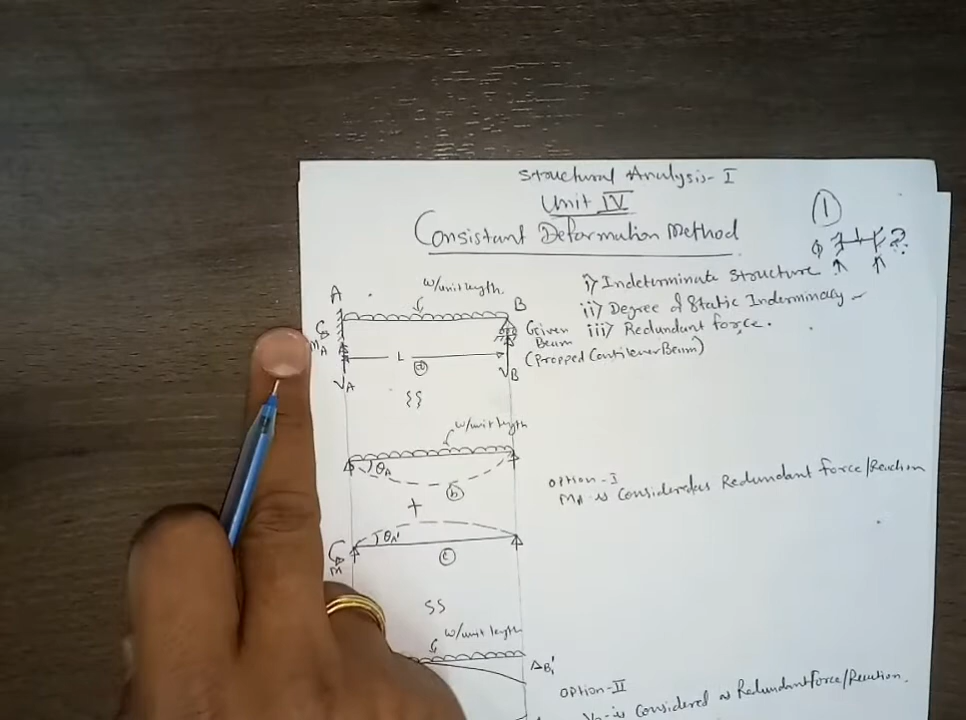 Structural Analysis-I
Unit IV
Consistant Deformation Method
1
i) Indeterminate Structure
ii) Degree of Static Inderminacy
iii) Redundant force.
w/unit length
A
B
Given
Beam
(Propped Cantilever Beam)
MA
L
a
VA
VB
w/unit length
θA
b
+
Option-I
MA is considered as Redundant force/Reaction
θA'
M
c
w/unit length
ΔB'
Option-II
is considered as Redundant force/Reaction.